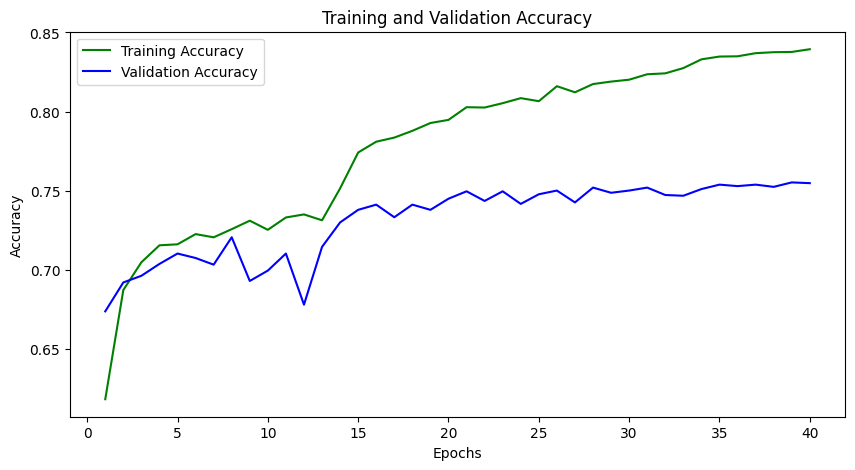 Training and Validation Accuracy
Training Accuracy
Validation Accuracy
0.85
0.80
0.75
0.70
0.65
Accuracy
0 5 10 15 20 25 30 35 40
Epochs